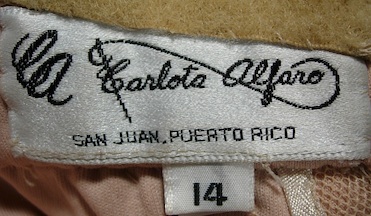 CA Carlota Alfaro
SAN JUAN, PUERTO RICO
14